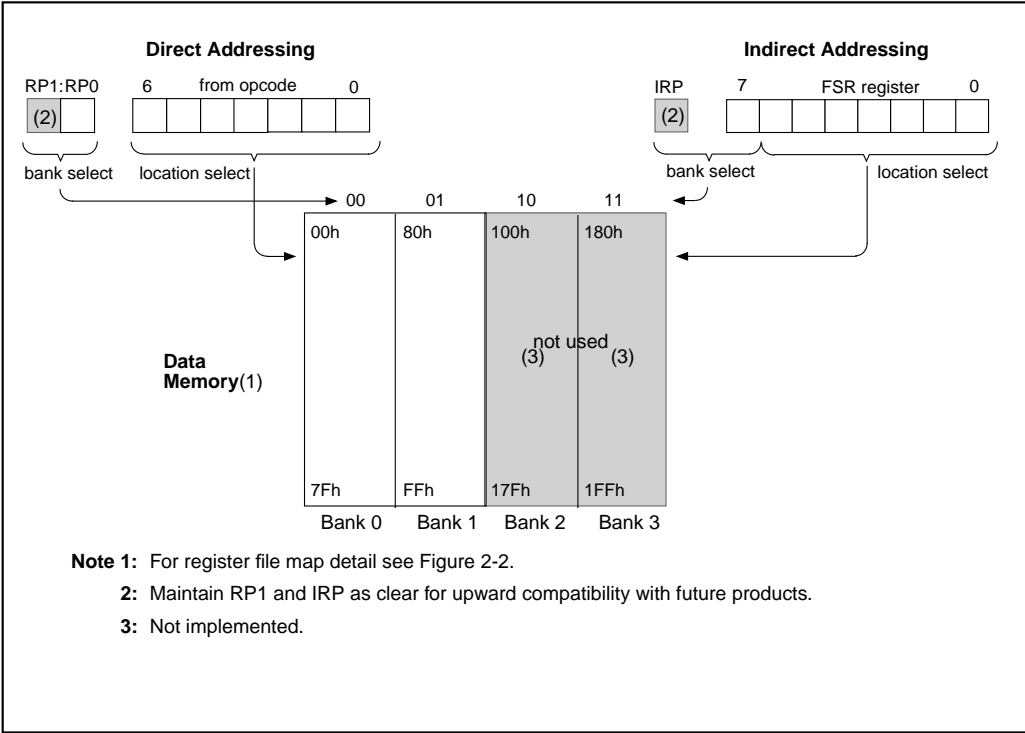 Direct Addressing Indirect Addressing
RP1:RP0 6 from opcode 0 IRP 7 FSR register 0
(2) (2)
bank select location select bank select location select
00 01 10 11
00h 80h 100h 180h
not used
(3) (3)
Data
Memory(1)
7Fh FFh 17Fh 1FFh
Bank 0 Bank 1 Bank 2 Bank 3
Note 1: For register file map detail see Figure 2-2.
2: Maintain RP1 and IRP as clear for upward compatibility with future products.
3: Not implemented.